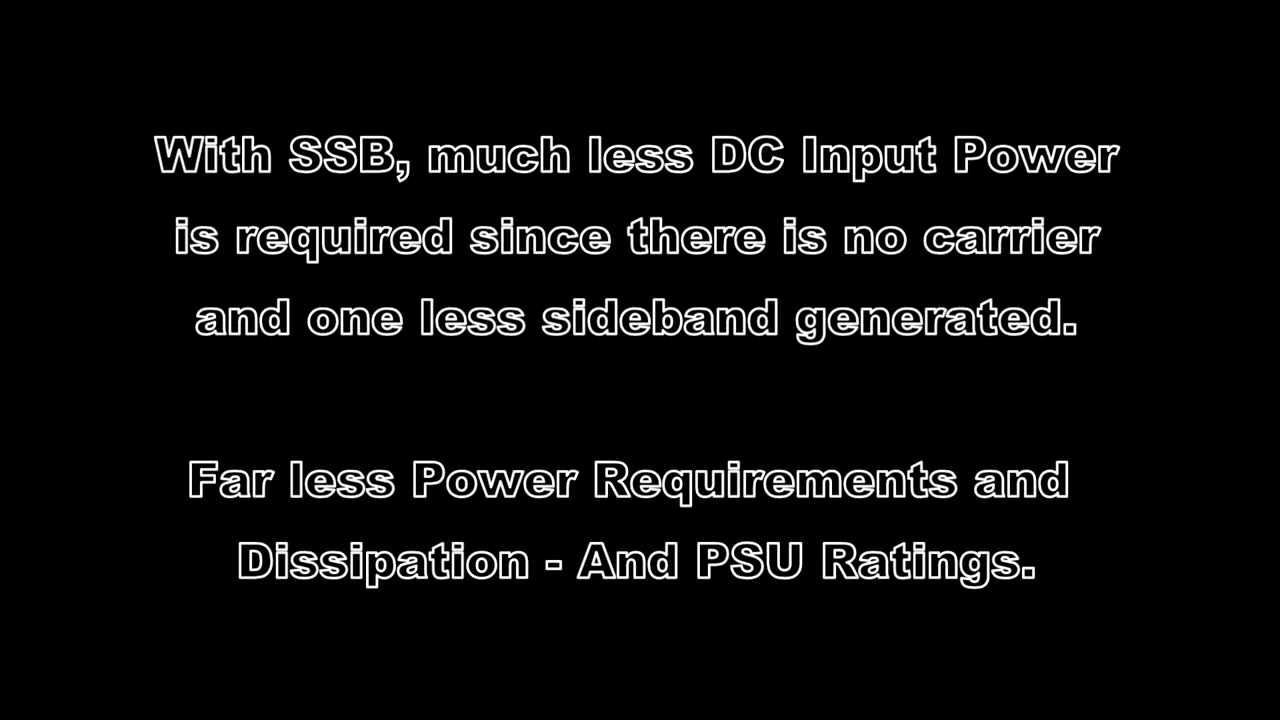 With SSB, much less DC Input Power
is required since there is no carrier
and one less sideband generated.
Far less Power Requirements and
Dissipation - And PSU Ratings.